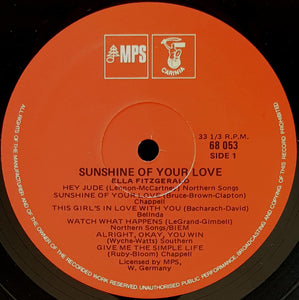 MPS
CARINIA
33 1/3 R.P.M.
68 053
SIDE 1
SUNSHINE OF YOUR LOVE
ELLA FITZGERALD
HEY JUDE (Lennon-McCartney) Northern Songs
SUNSHINE OF YOUR LOVE (Bruce-Brown-Clapton)
Chappell
THIS GIRL'S IN LOVE WITH YOU (Bacharach-David)
Belinda
WATCH WHAT HAPPENS (LeGrand-Gimbell)
Northern Songs/BIEM
ALRIGHT, OKAY, YOU WIN
(Wyche-Watts) Southern
GIVE ME THE SIMPLE LIFE
(Ruby-Bloom) Chappell
Licensed by MPS,
W. Germany
ALL RIGHTS OF THE MANUFACTURER AND OF THE OWNER OF THE RECORDED WORK RESERVED. UNAUTHORISED PUBLIC PERFORMANCE, BROADCASTING AND COPYING OF THIS RECORD PROHIBITED.